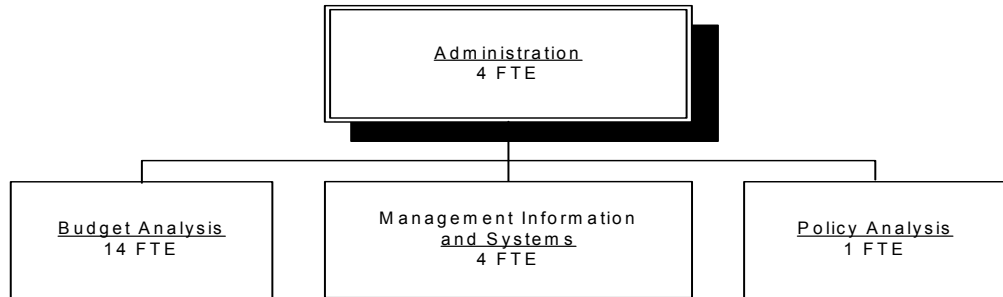 Administration
4 FTE
Budget Analysis
14 FTE
Management Information
and Systems
4 FTE
Policy Analysis
1 FTE